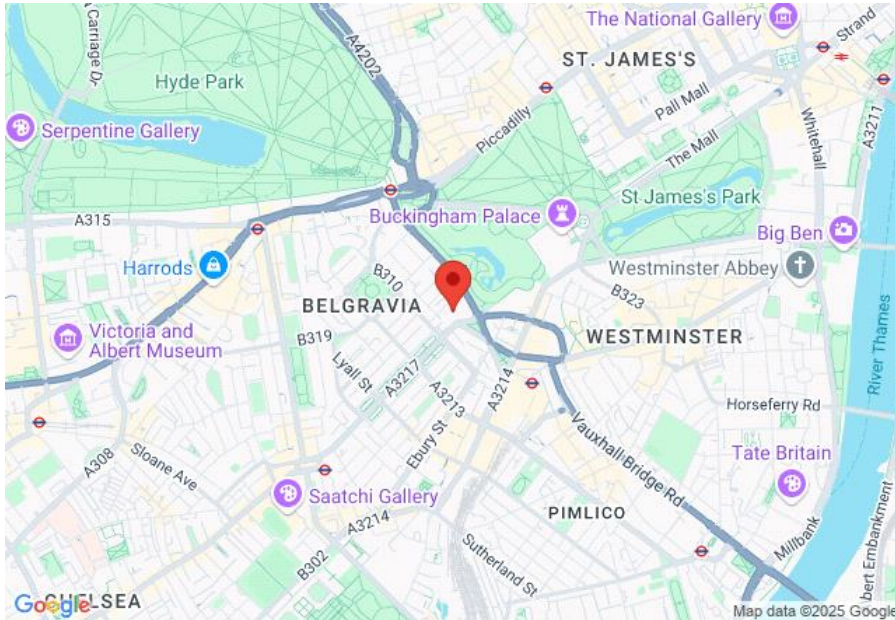 The National Gallery
Strand
Carriage Dr.
A4202
ST. JAMES'S
Hyde Park
Pall Mall
A3211
Serpentine Gallery
Piccadilly
Whitehall
The Mall
St James's Park
A315
Buckingham Palace
Big Ben
Harrods
B310
Westminster Abbey
B323
BELGRAVIA
Victoria and
Albert Museum
B319
WESTMINSTER
River Thames
Lyall St
A3217
A3213
A3214
Horseferry Rd
Ebury St
Vauxhall Bridge Rd
A308
Sloane Ave
Tate Britain
Saatchi Gallery
A3214
PIMLICO
B302
Sutherland St
Millbank
bert Embankment
Google
HELSEA
Map data ©2025 Google